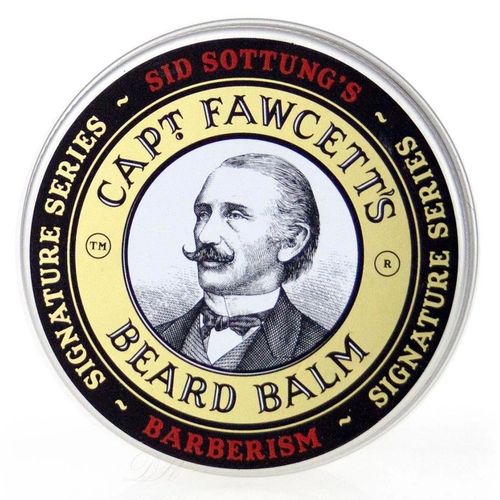 SID SOTTUNG'S
SIGNATURE SERIES ~
~ SIGNATURE SERIES ~
CAPT. FAWCETT'S
TM
R
BEARD BALM
~ BARBERISM